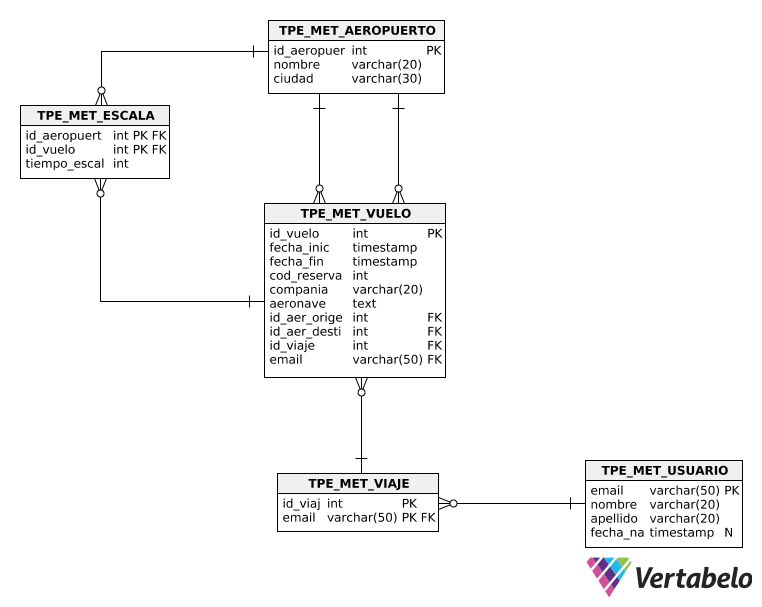 TPE_MET_AEROPUERTO
id_aeropuer int PK
nombre varchar(20)
ciudad varchar(30)
TPE_MET_ESCALA
id_aeropuert int PK FK
id_vuelo int PK FK
tiempo_escal int
TPE_MET_VUELO
id_vuelo int PK
fecha_inic timestamp
fecha_fin timestamp
cod_reserva int
compania varchar(20)
aeronave text
id_aer_orige int FK
id_aer_desti int FK
id_viaje int FK
email varchar(50) FK
TPE_MET_VIAJE
id_viaj int PK
email varchar(50) PK FK
TPE_MET_USUARIO
email varchar(50) PK
nombre varchar(20)
apellido varchar(20)
fecha_na timestamp N
Vertabelo